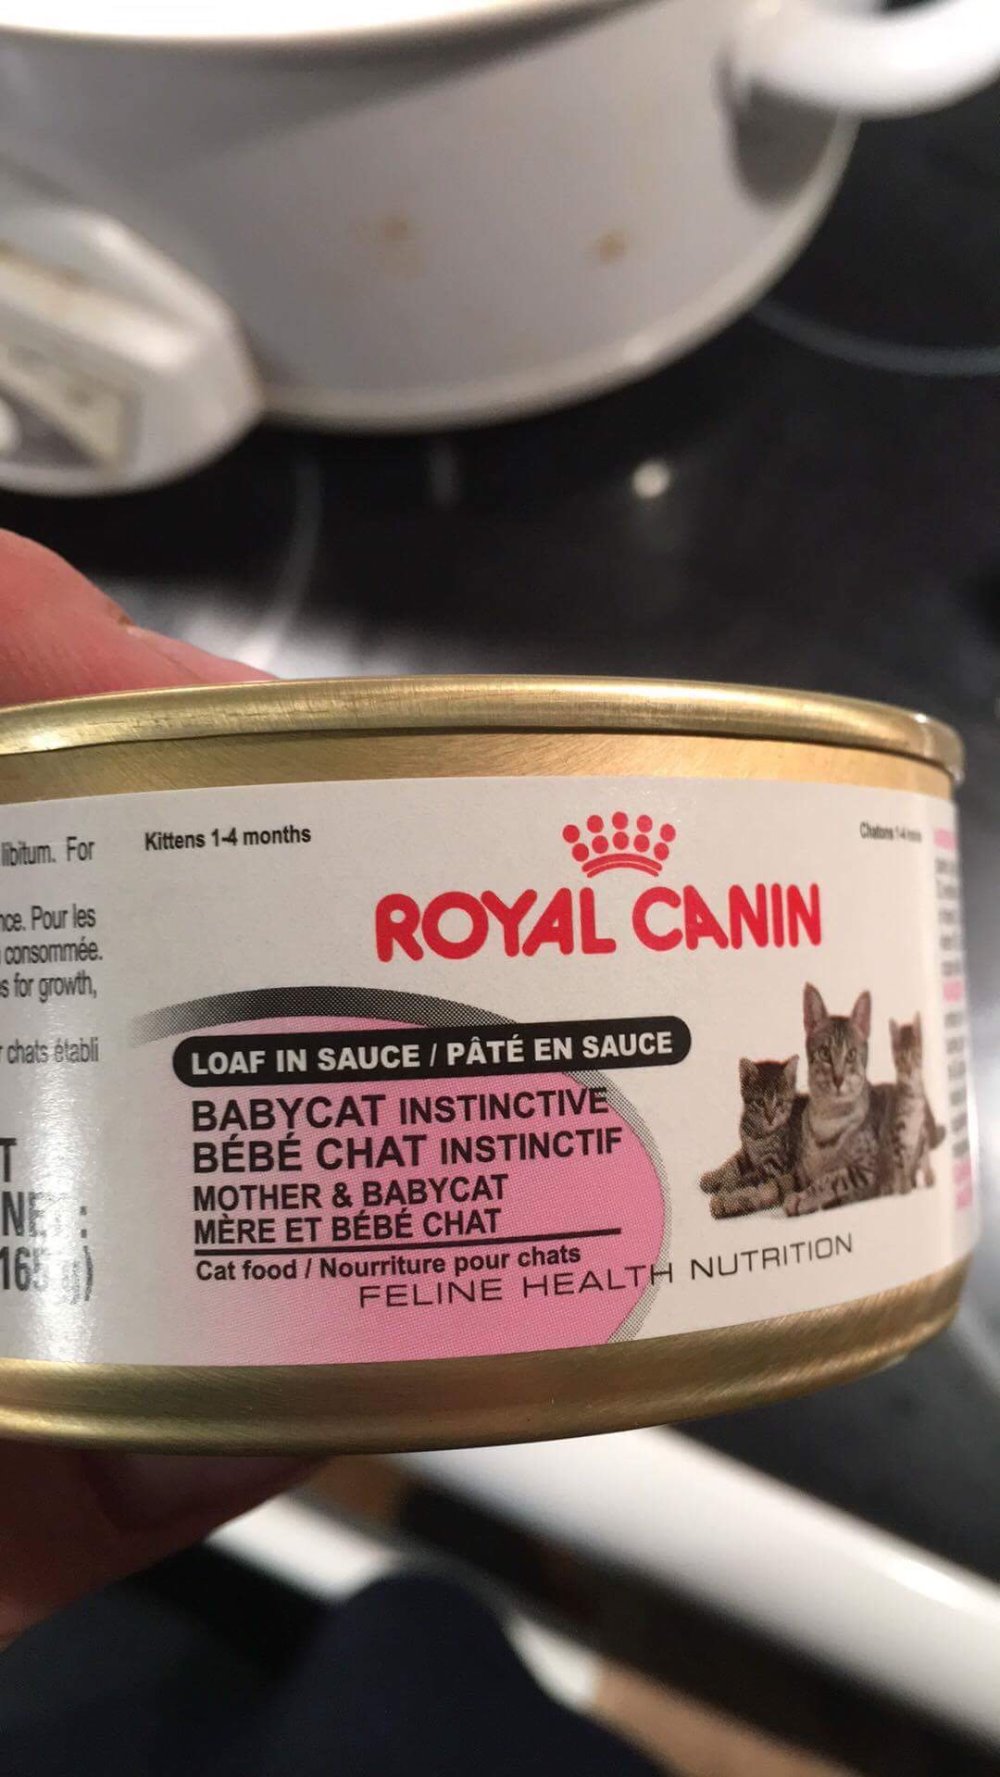 libitum. For
Pour les
consommée.
for growth,
chats établi
Kittens 1-4 months
ROYAL CANIN
LOAF IN SAUCE / PÂTÉ EN SAUCE
BABYCAT INSTINCTIVE
BÉBÉ CHAT INSTINCTIF
MOTHER & BABYCAT
MÈRE ET BÉBÉ CHAT
Cat food / Nourriture pour chats
FELINE HEALTH NUTRITION